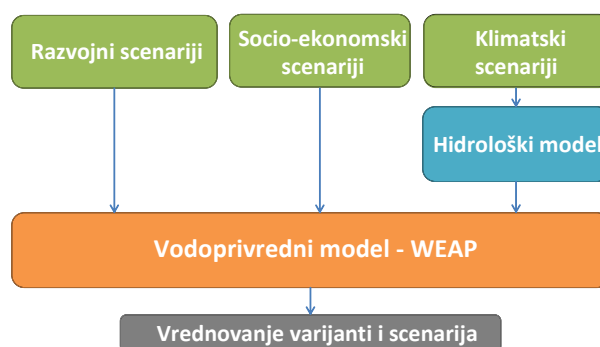 Razvojni scenariji
Socio-ekonomski
scenariji
Klimatski
scenariji
Hidrološki model
Vodoprivredni model - WEAP
Vrednovanje varijanti i scenarija